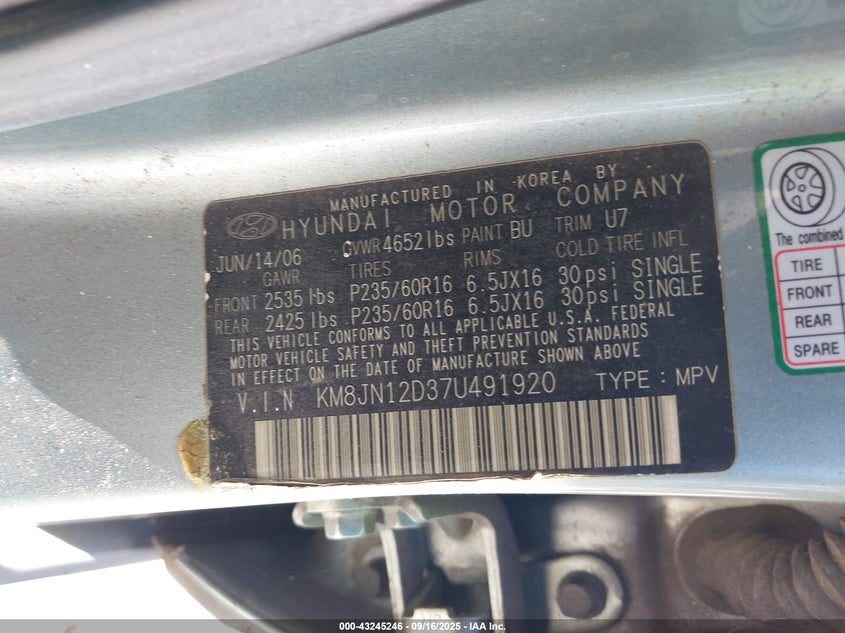 MANUFACTURED IN KOREA BY
HYUNDAI MOTOR COMPANY
JUN/14/06 GVWR 4652 lbs PAINT BU TRIM U7
GAWR TIRES RIMS COLD TIRE INFL
FRONT 2535 lbs P235/60R16 6.5JX16 30 psi SINGLE
REAR 2425 lbs P235/60R16 6.5JX16 30 psi SINGLE
THIS VEHICLE CONFORMS TO ALL APPLICABLE U.S.A. FEDERAL
MOTOR VEHICLE SAFETY AND THEFT PREVENTION STANDARDS
IN EFFECT ON THE DATE OF MANUFACTURE SHOWN ABOVE.
V.I.N KM8JN12D37U491920 TYPE : MPV
The combined
TIRE
FRONT
REAR
SPARE
000-43245246 - 09/16/2025 - IAA Inc.